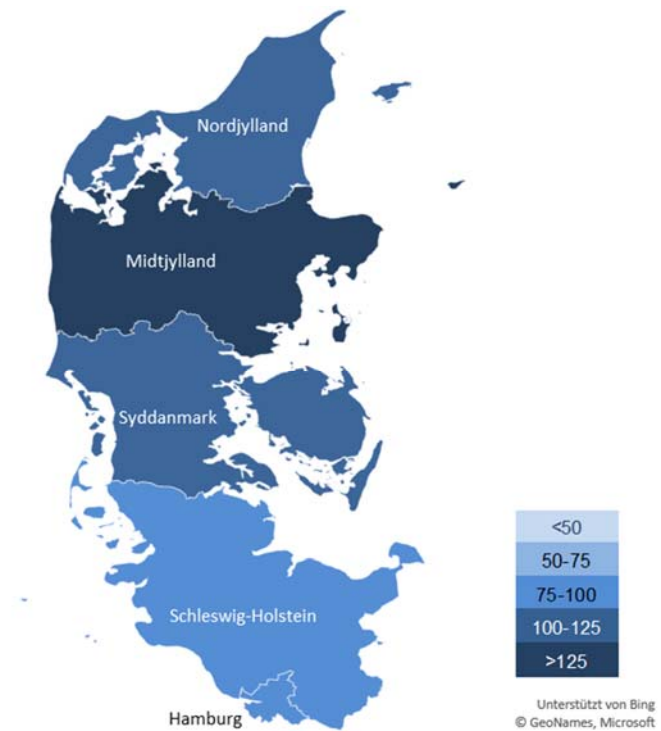 Nordjylland
Midtjylland
Syddanmark
Schleswig-Holstein
Hamburg
<50
50-75
75-100
100-125
>125
Unterstützt von Bing
© GeoNames, Microsoft